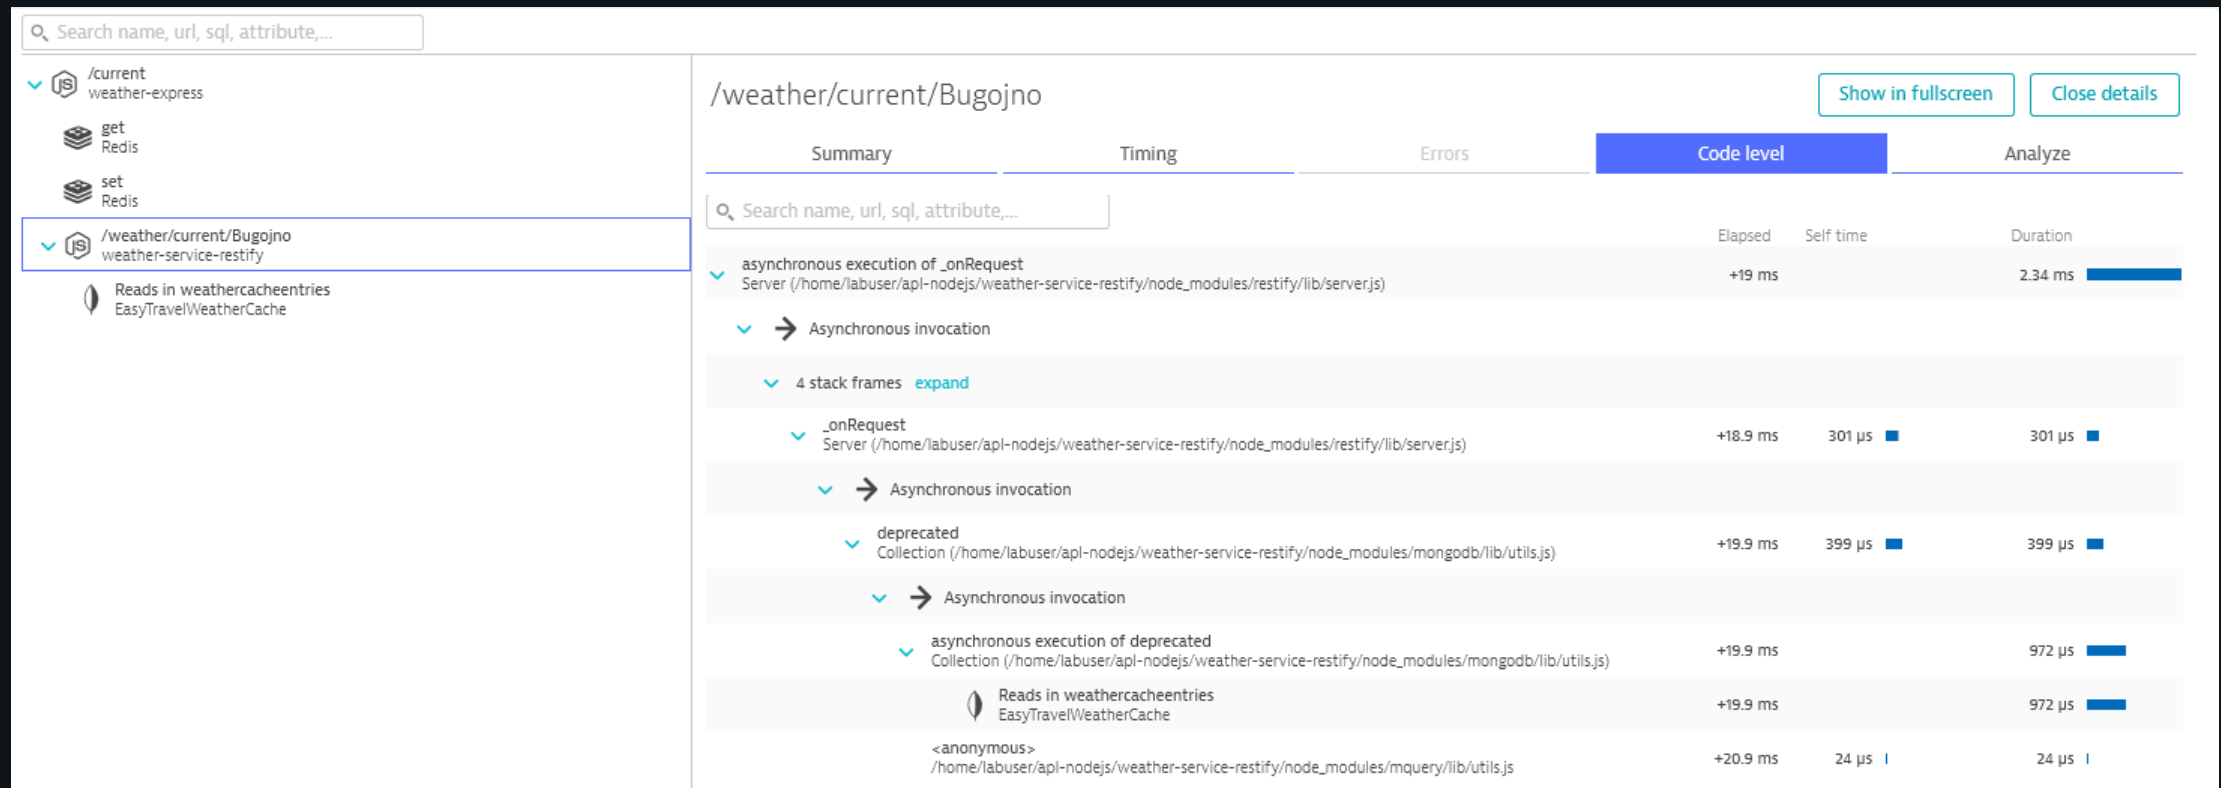 Search name, url, sql, attribute,...
/current
weather-express
get
Redis
set
Redis
/weather/current/Bugojno
weather-service-restify
Reads in weathercacheentries
EasyTravelWeatherCache
/weather/current/Bugojno
Show in fullscreen
Close details
Summary
Timing
Errors
Code level
Analyze
Search name, url, sql, attribute,...
Elapsed Self time Duration
asynchronous execution of _onRequest
Server (/home/labuser/apl-nodejs/weather-service-restify/node_modules/restify/lib/server.js)
+19 ms 2.34 ms
Asynchronous invocation
4 stack frames expand
_onRequest
Server (/home/labuser/apl-nodejs/weather-service-restify/node_modules/restify/lib/server.js)
+18.9 ms 301 µs 301 µs
Asynchronous invocation
deprecated
Collection (/home/labuser/apl-nodejs/weather-service-restify/node_modules/mongodb/lib/utils.js)
+19.9 ms 399 µs 399 µs
Asynchronous invocation
asynchronous execution of deprecated
Collection (/home/labuser/apl-nodejs/weather-service-restify/node_modules/mongodb/lib/utils.js)
+19.9 ms 972 µs
Reads in weathercacheentries
EasyTravelWeatherCache
+19.9 ms 972 µs
<anonymous>
/home/labuser/apl-nodejs/weather-service-restify/node_modules/mquery/lib/utils.js
+20.9 ms 24 µs 24 µs